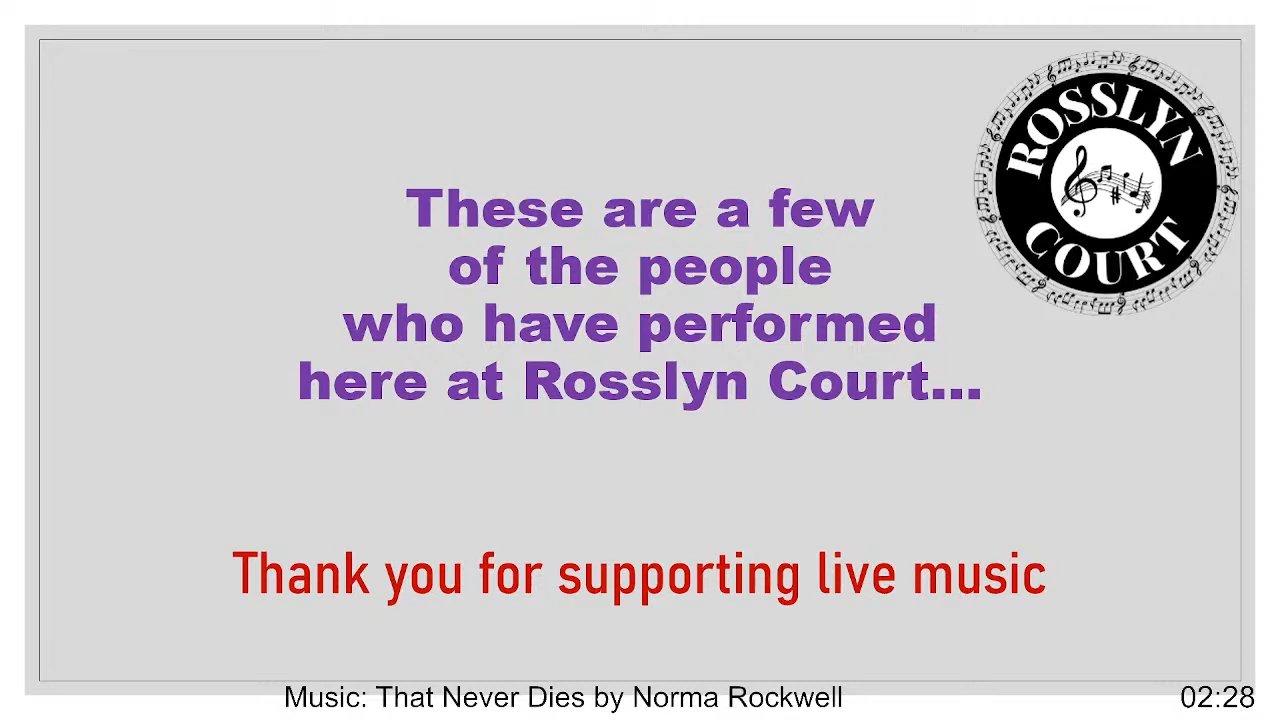 ROSSLYN
COURT
These are a few
of the people
who have performed
here at Rosslyn Court...
Thank you for supporting live music
Music: That Never Dies by Norma Rockwell
02:28